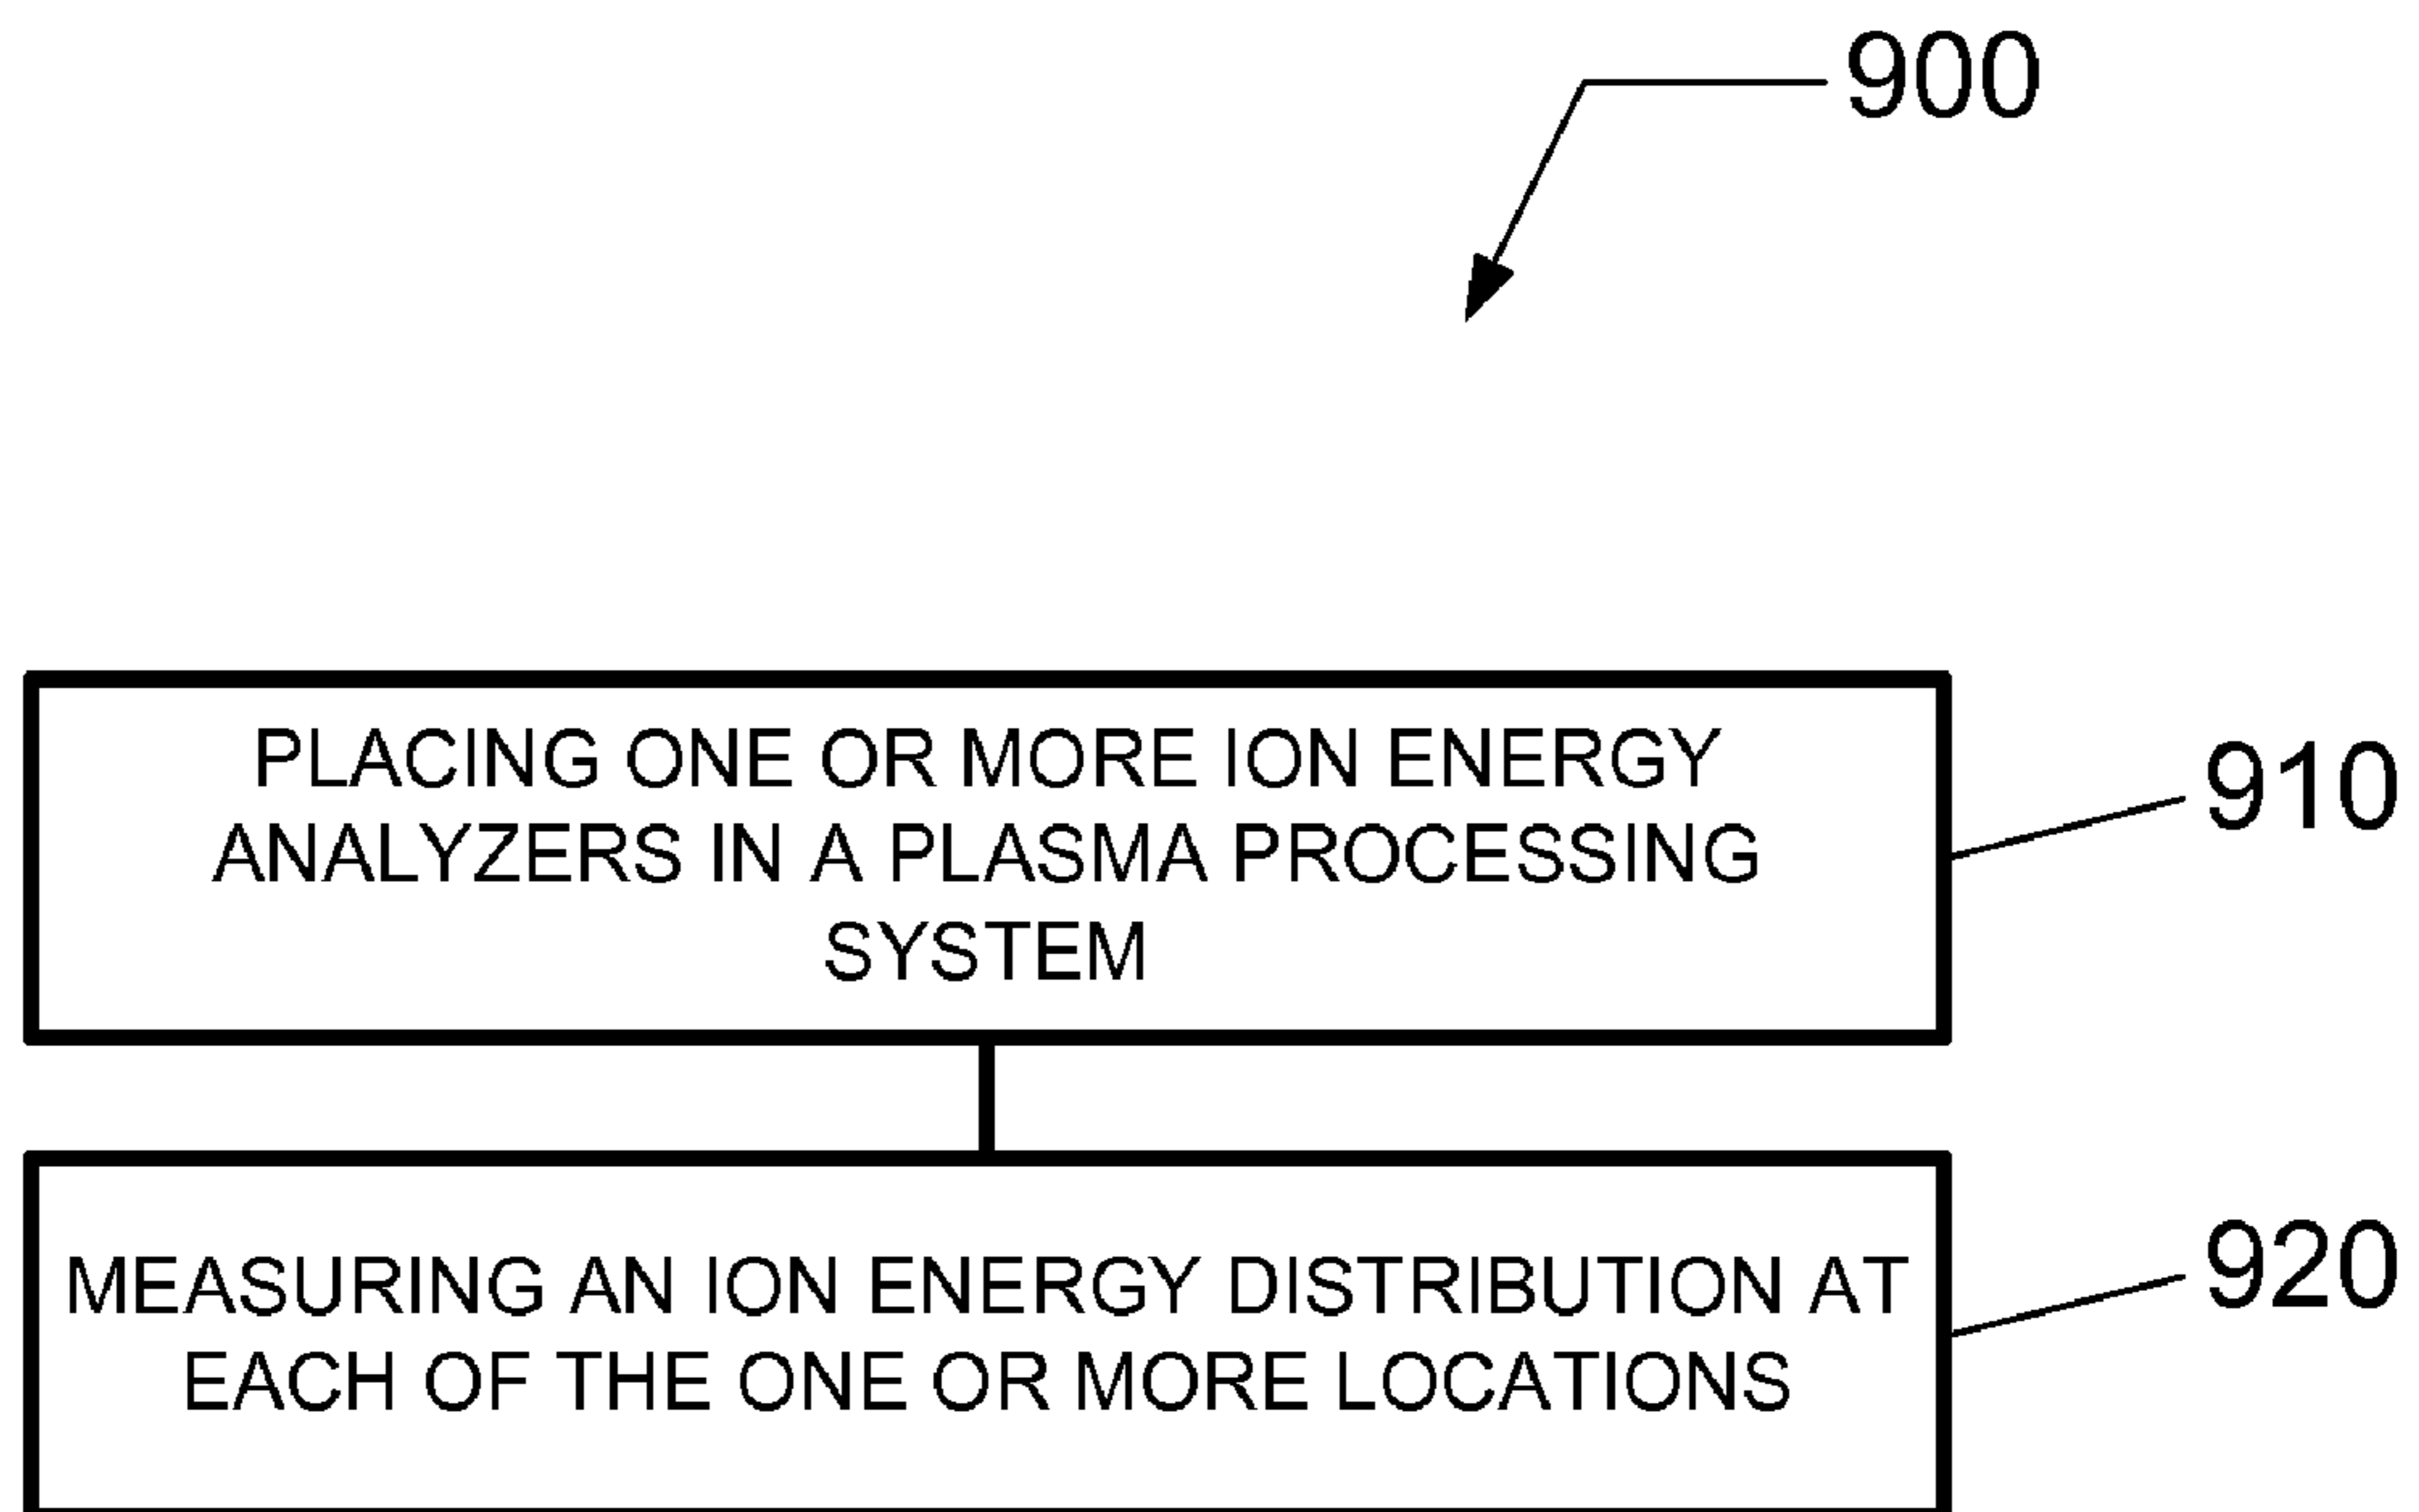 900
PLACING ONE OR MORE ION ENERGY
ANALYZERS IN A PLASMA PROCESSING
SYSTEM
910
MEASURING AN ION ENERGY DISTRIBUTION AT
EACH OF THE ONE OR MORE LOCATIONS
920